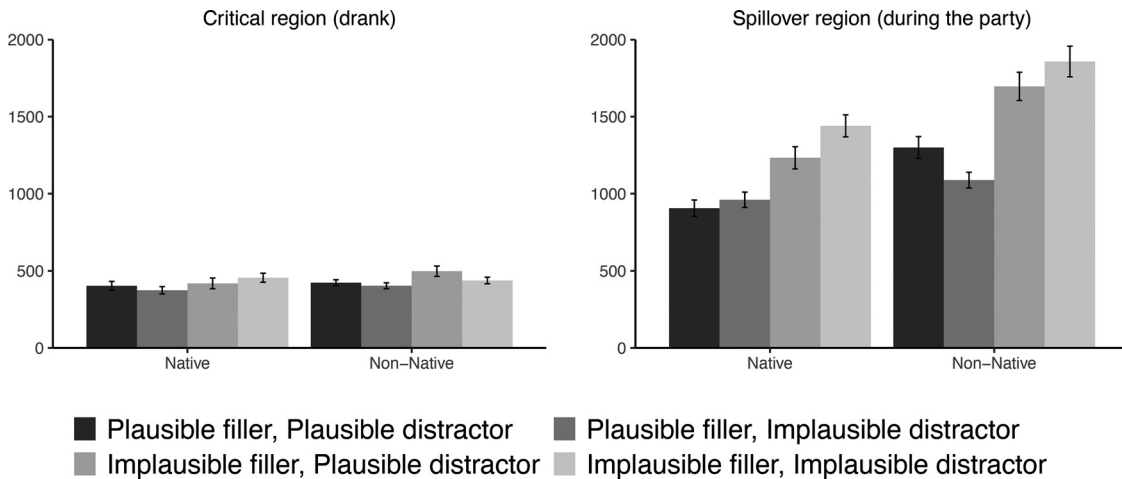 Critical region (drank)
Spillover region (during the party)
2000
1500
1000
500
0
Native
Non−Native
2000
1500
1000
500
0
Native
Non−Native
Plausible filler, Plausible distractor
Plausible filler, Implausible distractor
Implausible filler, Plausible distractor
Implausible filler, Implausible distractor